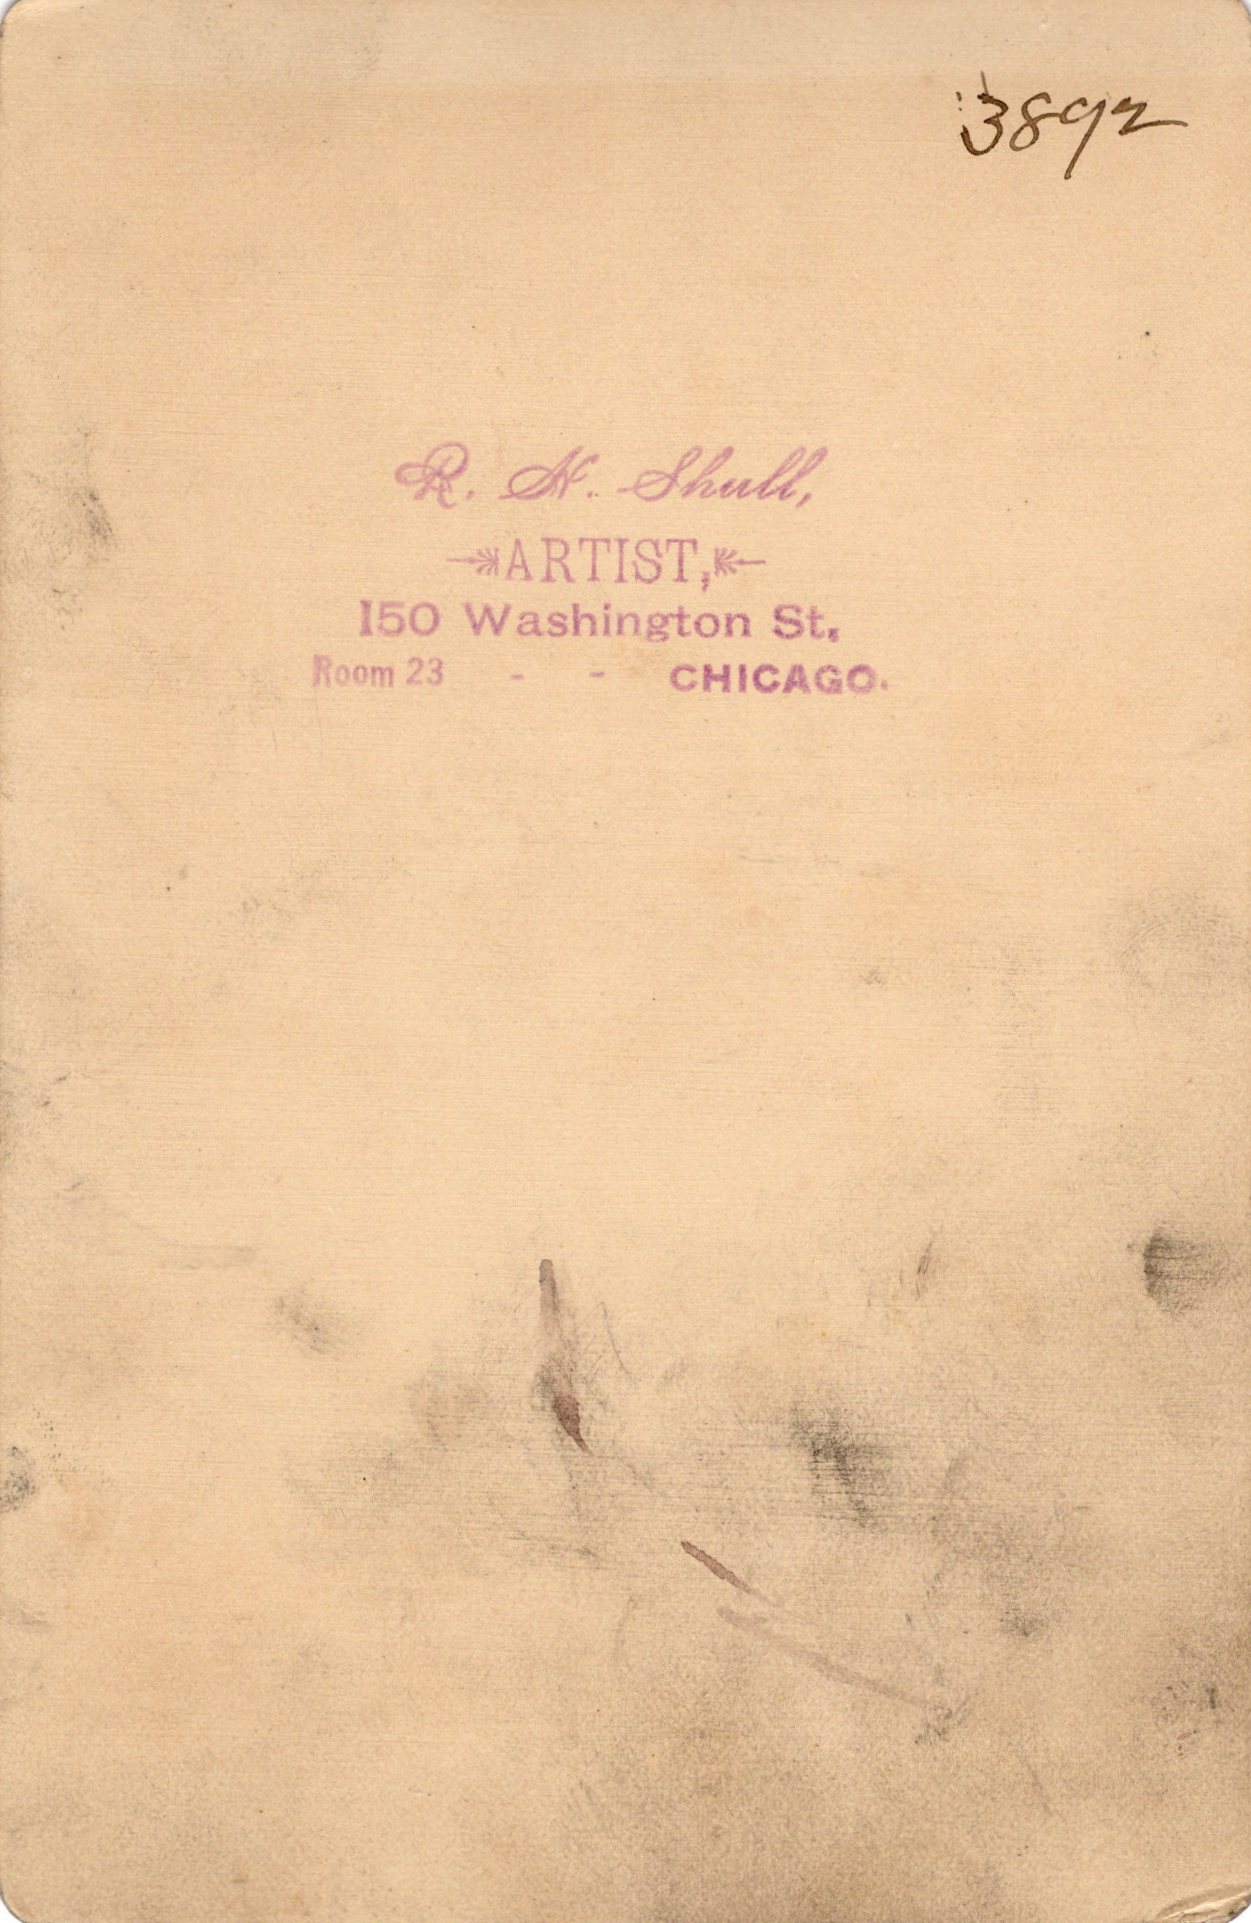 3892
R. H. Shull,
ARTIST,
150 Washington St.
Room 23 - - CHICAGO.